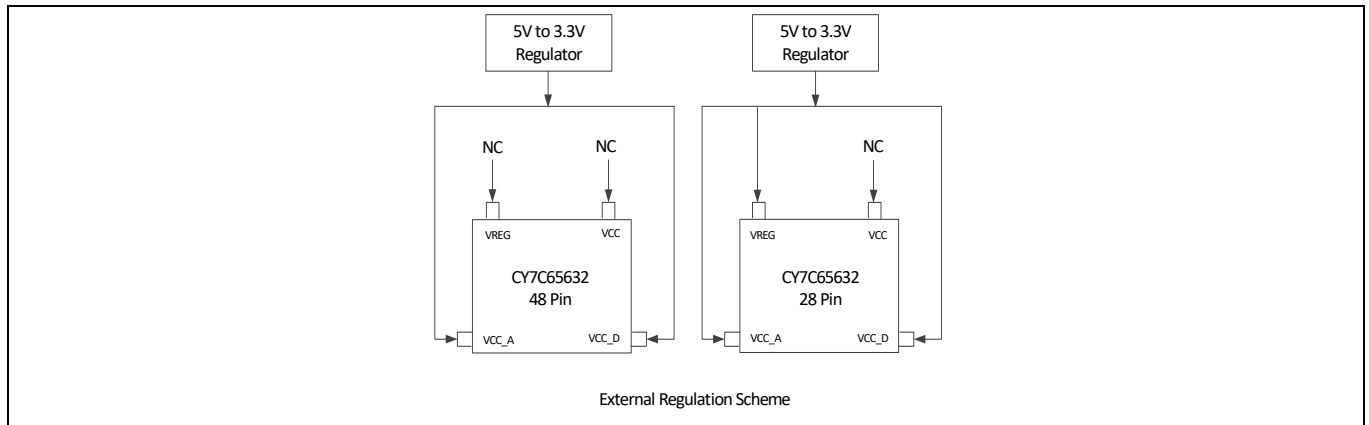 5V to 3.3V
Regulator
NC
NC
VREG
VCC
CY7C65632
48 Pin
VCC_A
VCC_D
5V to 3.3V
Regulator
NC
VREG
VCC
CY7C65632
28 Pin
VCC_A
VCC_D
External Regulation Scheme